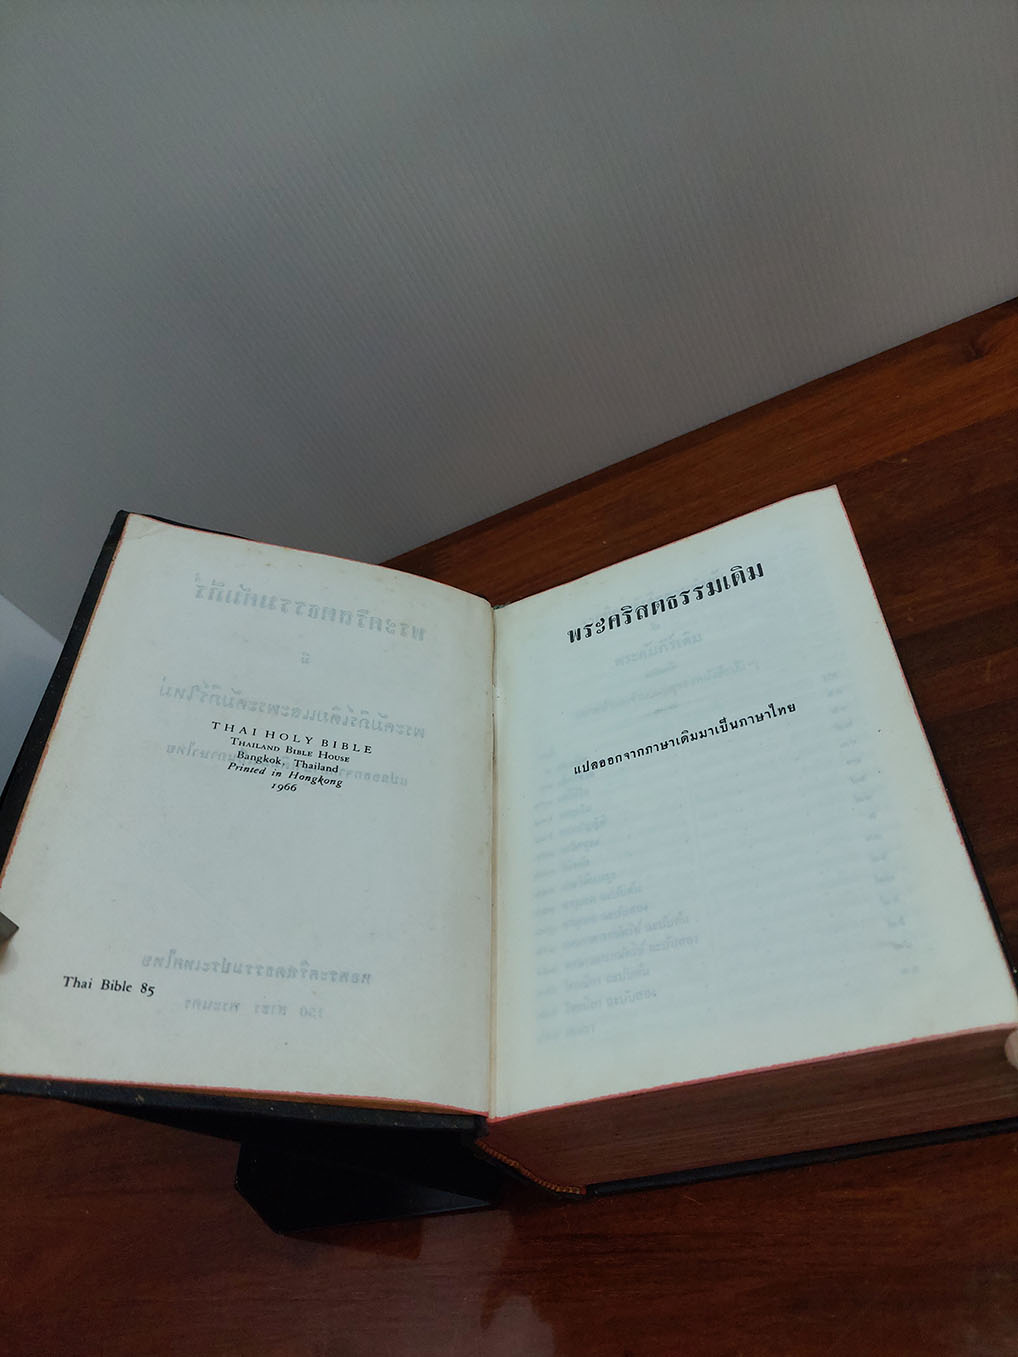 THAI HOLY BIBLE
THAILAND BIBLE HOUSE
Bangkok, Thailand
Printed in Hongkong
1966
Thai Bible 85
พระคริสตธรรมเดิม
แปลออกจากภาษาเดิมมาเป็นภาษาไทย